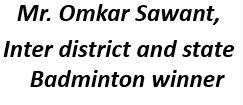 Mr. Omkar Sawant,
Inter district and state
Badminton winner